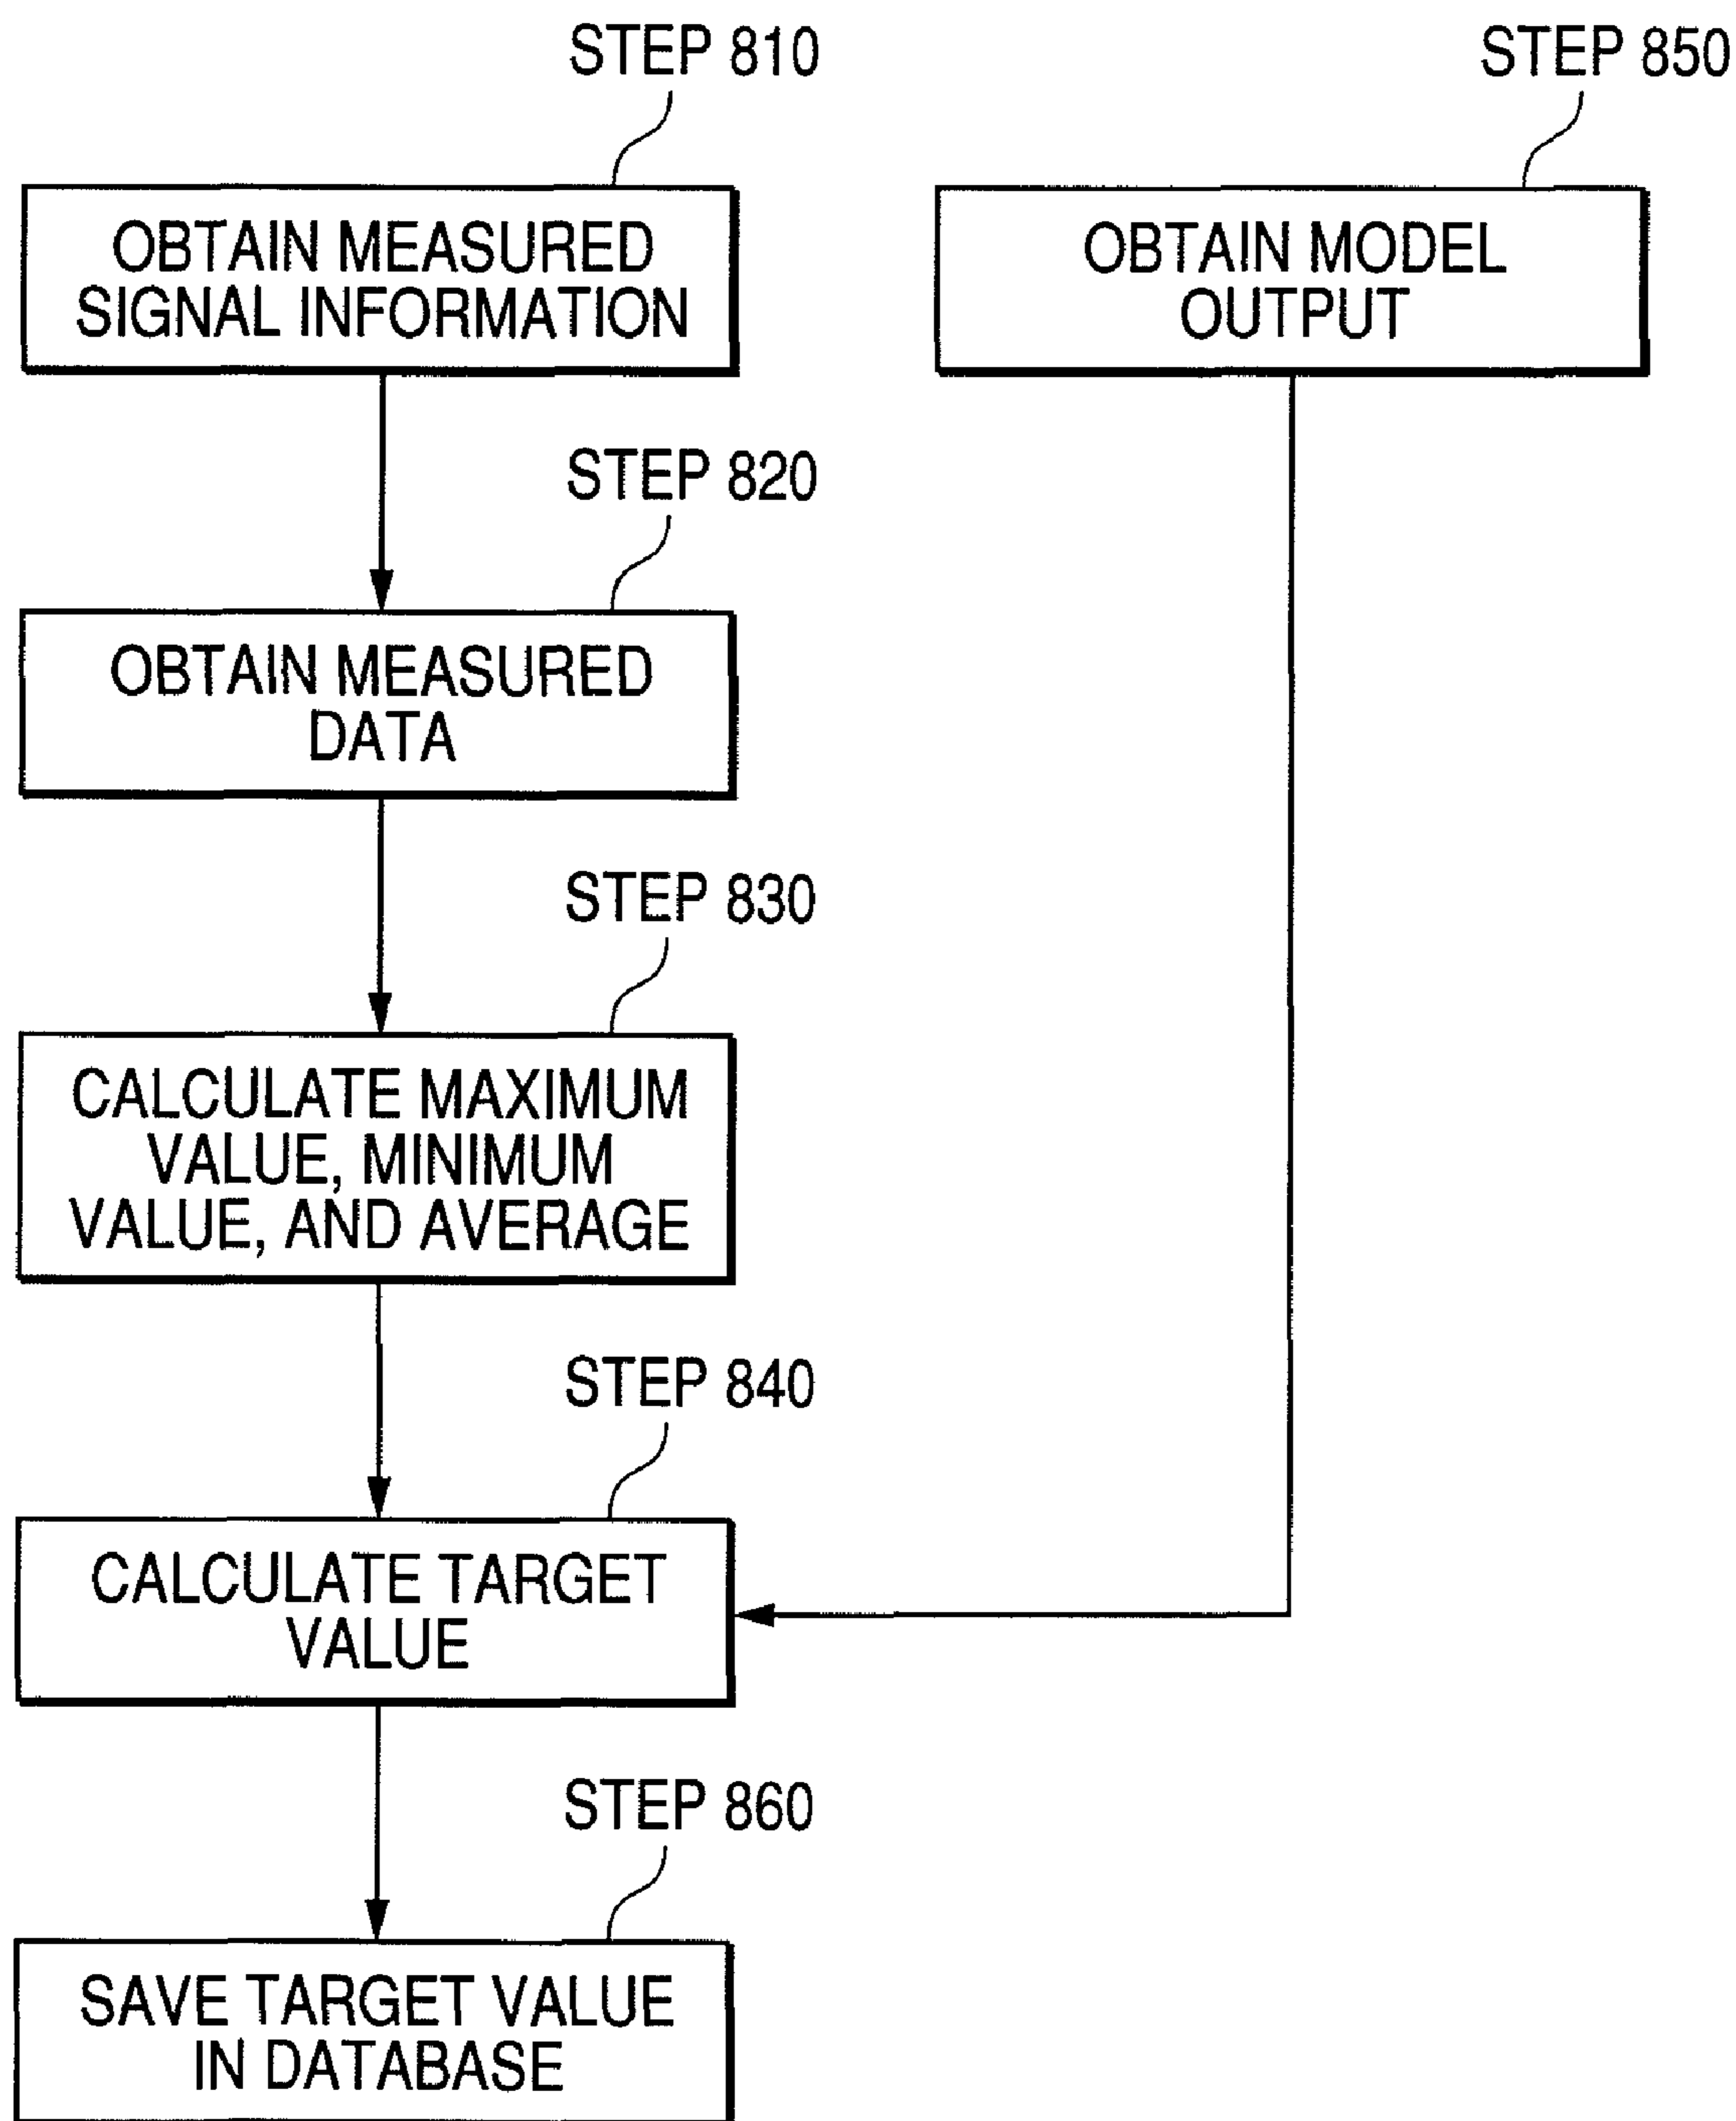 STEP 810
OBTAIN MEASURED
SIGNAL INFORMATION
STEP 820
OBTAIN MEASURED
DATA
STEP 830
CALCULATE MAXIMUM
VALUE, MINIMUM
VALUE, AND AVERAGE
STEP 840
CALCULATE TARGET
VALUE
STEP 850
OBTAIN MODEL
OUTPUT
STEP 860
SAVE TARGET VALUE
IN DATABASE